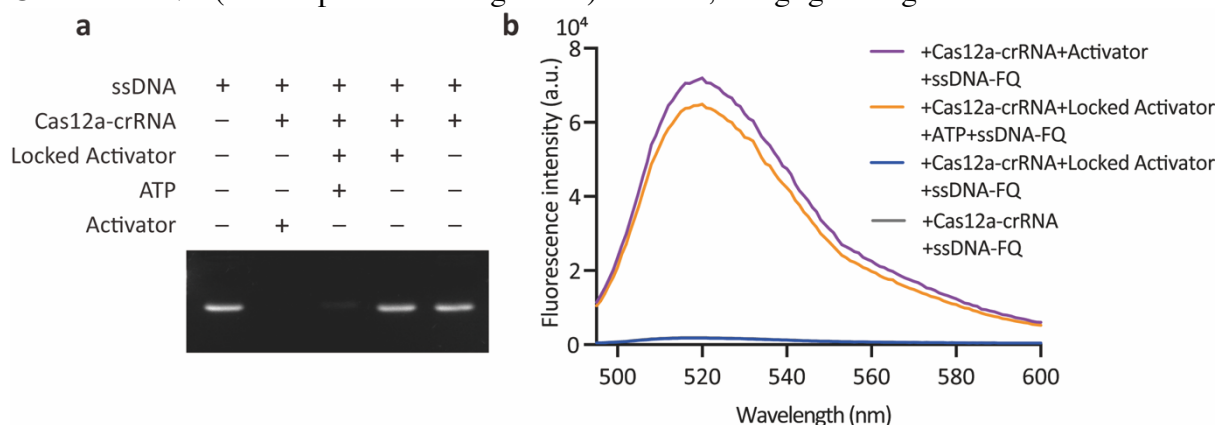 a
ssDNA + + + + +
Cas12a-crRNA – + + + +
Locked Activator – – + + –
ATP – – + – –
Activator – + – – –
b
10⁴
8
6
4
2
0
Fluorescence intensity (a.u.)
500 520 540 560 580 600
Wavelength (nm)
+Cas12a-crRNA+Activator
+ssDNA-FQ
+Cas12a-crRNA+Locked Activator
+ATP+ssDNA-FQ
+Cas12a-crRNA+Locked Activator
+ssDNA-FQ
+Cas12a-crRNA
+ssDNA-FQ